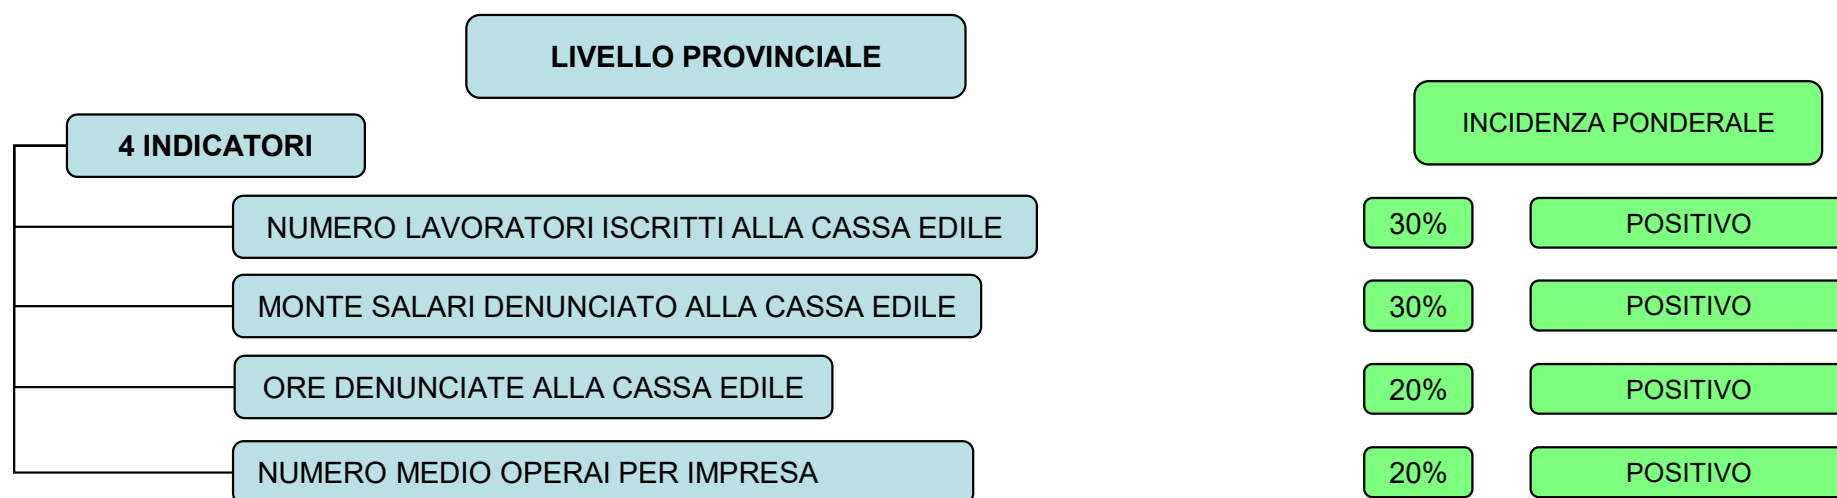 LIVELLO PROVINCIALE
INCIDENZA PONDERALE
4 INDICATORI
NUMERO LAVORATORI ISCRITTI ALLA CASSA EDILE 30% POSITIVO
MONTE SALARI DENUNCIATO ALLA CASSA EDILE 30% POSITIVO
ORE DENUNCIATE ALLA CASSA EDILE 20% POSITIVO
NUMERO MEDIO OPERAI PER IMPRESA 20% POSITIVO